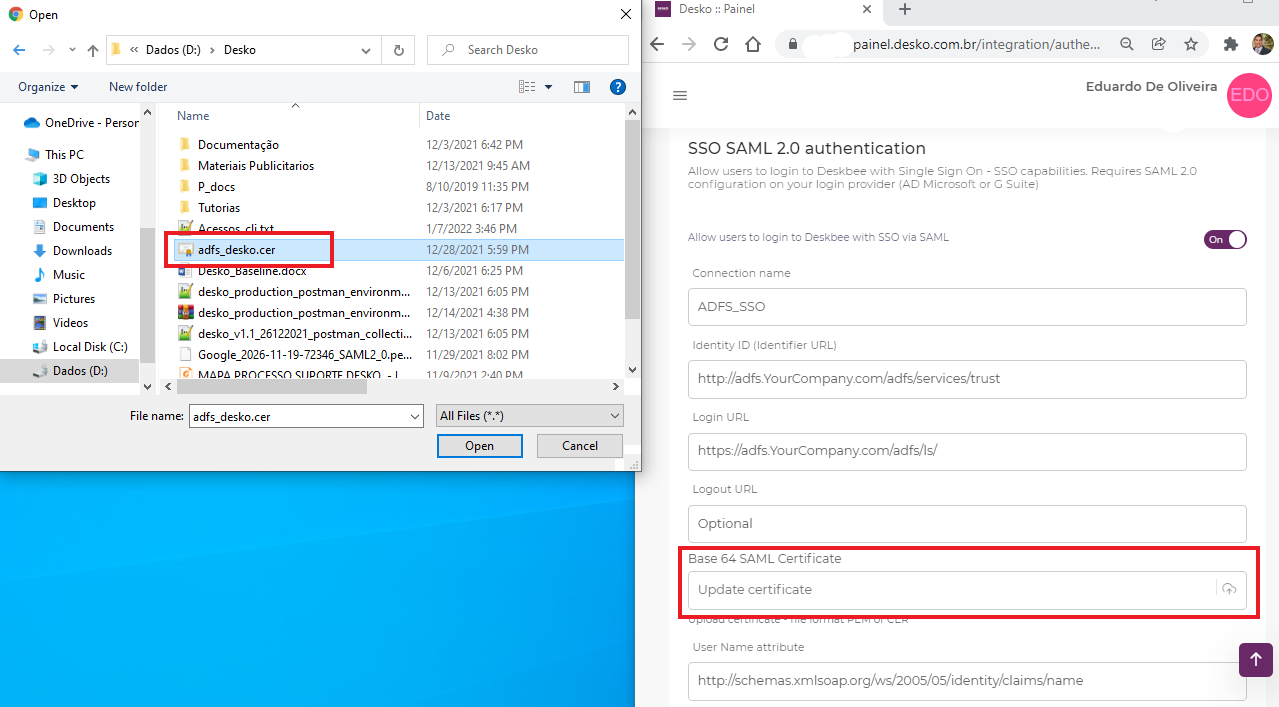 Open
Dados (D:)
Desko
Search Desko
Organize
New folder
OneDrive - Person
This PC
3D Objects
Desktop
Documents
Downloads
Music
Pictures
Videos
Local Disk (C:)
Dados (D:)
Name
Date
Documentação
12/3/2021 6:42 PM
Materiais Publicitarios
12/13/2021 9:45 AM
P_docs
8/10/2019 11:35 PM
Tutorias
12/3/2021 6:17 PM
Acessos_cli.txt
1/7/2022 3:46 PM
adfs_desko.cer
12/28/2021 5:59 PM
Desko_Baseline.docx
12/6/2021 6:25 PM
desko_production_postman_environm...
12/13/2021 6:05 PM
desko_production_postman_environm...
12/14/2021 4:38 PM
desko_v1.1_26122021_postman_collecti...
12/13/2021 6:05 PM
Google_2026-11-19-72346_SAML2_0.pe...
11/29/2021 8:02 PM
MAPA PROCESSO SUPORTE DESKO
11/9/2021 2:40 PM
File name:
adfs_desko.cer
All Files (*.*)
Open
Cancel
Desko :: Painel
painel.desko.com.br/integration/authe...
Eduardo De Oliveira
EDO
SSO SAML 2.0 authentication
Allow users to login to Deskbee with Single Sign On - SSO capabilities. Requires SAML 2.0
configuration on your login provider (AD Microsoft or G Suite)
Allow users to login to Deskbee with SSO via SAML
On
Connection name
ADFS_SSO
Identity ID (Identifier URL)
http://adfs.YourCompany.com/adfs/services/trust
Login URL
https://adfs.YourCompany.com/adfs/ls/
Logout URL
Optional
Base 64 SAML Certificate
Update certificate
Upload certificate - file format PEM or CER
User Name attribute
http://schemas.xmlsoap.org/ws/2005/05/identity/claims/name